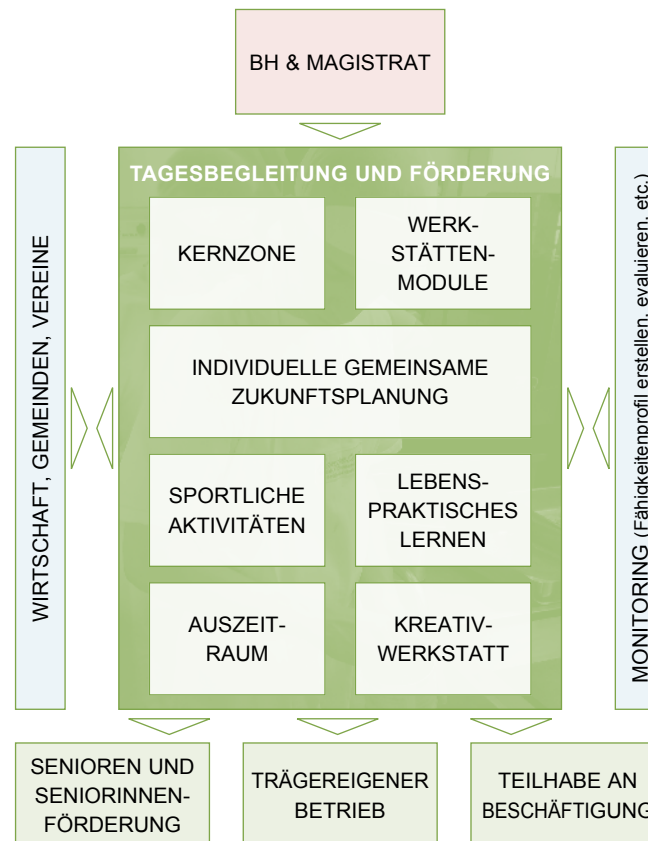 BH & MAGISTRAT
WIRTSCHAFT, GEMEINDEN, VEREINE
TAGESBEGLEITUNG UND FÖRDERUNG
KERNZONE
WERK-
STÄTTEN-
MODULE
INDIVIDUELLE GEMEINSAME
ZUKUNFTSPLANUNG
SPORTLICHE
AKTIVITÄTEN
LEBENS-
PRAKTISCHES
LERNEN
AUSZEIT-
RAUM
KREATIV-
WERKSTATT
MONITORING (Fähigkeitenprofil erstellen, evaluieren, etc.)
SENIOREN UND
SENIORINNEN-
FÖRDERUNG
TRÄGEREIGENER
BETRIEB
TEILHABE AN
BESCHÄFTIGUNG